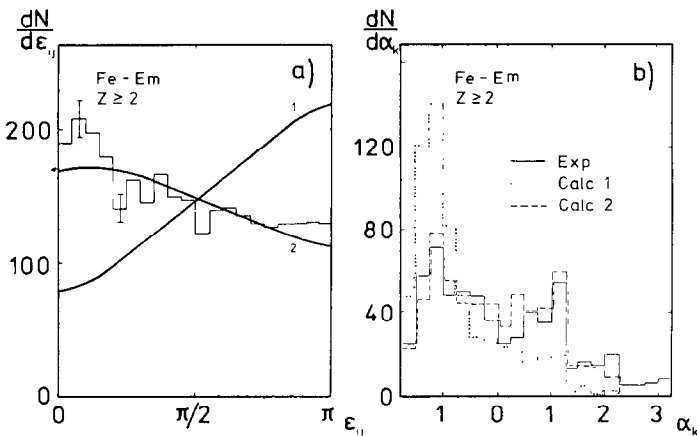 dN
dε_ij
Fe - Em
Z ≥ 2
a)
1
2
200
100
0
0
π/2
π
ε_ij
dN
dα_k
Fe - Em
Z ≥ 2
b)
Exp
Calc 1
Calc 2
120
80
40
0
1
0
1
2
3
α_k